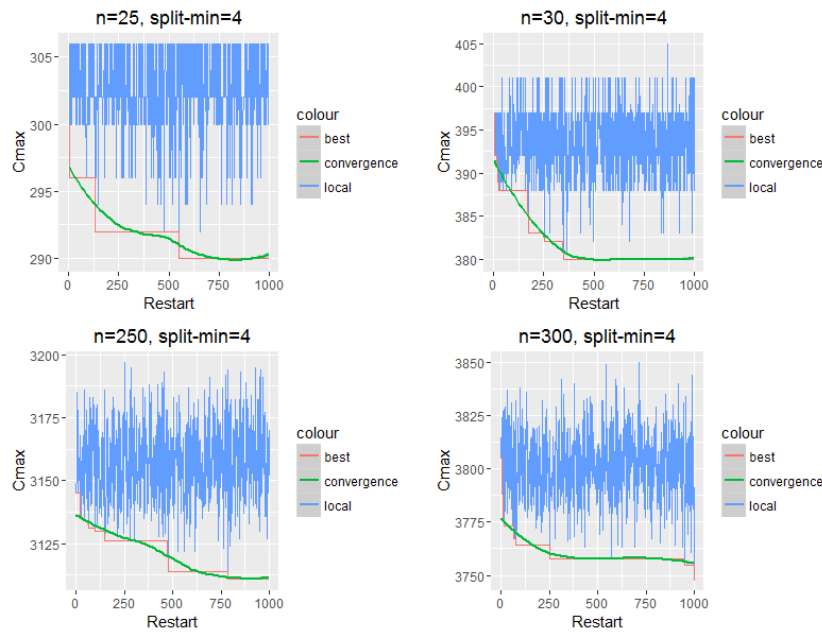 n=25, split-min=4
305
300
295
290
Cmax
0
250
500
750
1000
Restart
colour
best
convergence
local
n=30, split-min=4
405
400
395
390
385
380
Cmax
0
250
500
750
1000
Restart
colour
best
convergence
local
n=250, split-min=4
3200
3175
3150
3125
Cmax
0
250
500
750
1000
Restart
colour
best
convergence
local
n=300, split-min=4
3850
3825
3800
3775
3750
Cmax
0
250
500
750
1000
Restart
colour
best
convergence
local